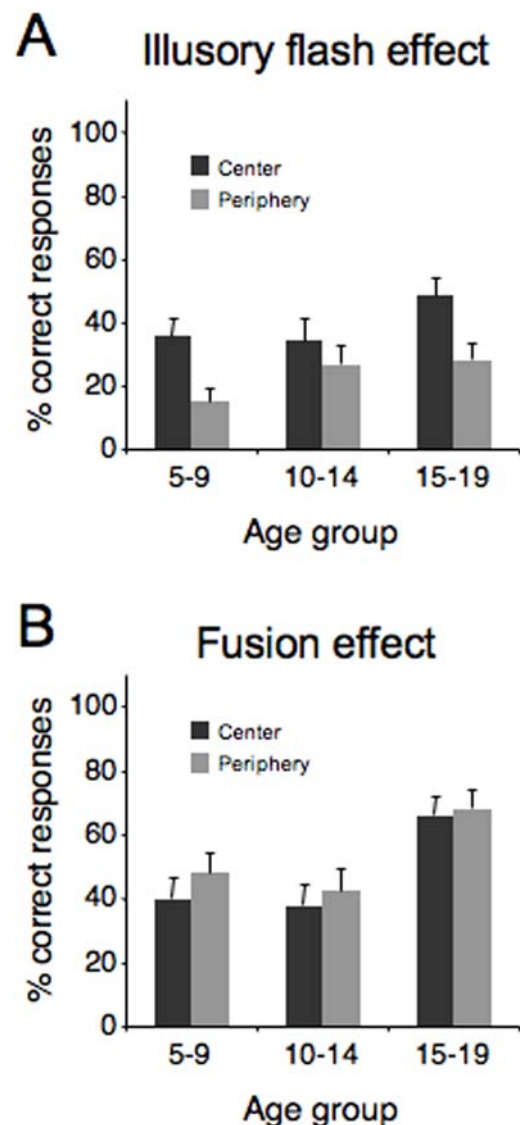 A
Illusory flash effect
% correct responses
100
80
60
40
20
0
Center
Periphery
5-9 10-14 15-19
Age group
B
Fusion effect
% correct responses
100
80
60
40
20
0
Center
Periphery
5-9 10-14 15-19
Age group